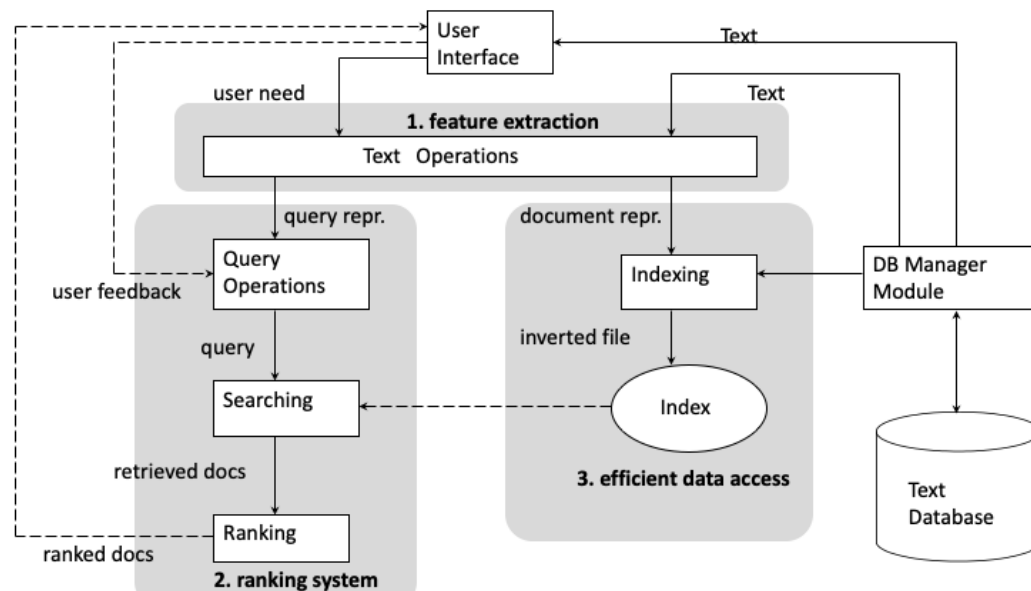 User
Interface
Text
user need
Text
1. feature extraction
Text Operations
query repr.
document repr.
Query
Operations
Indexing
DB Manager
Module
user feedback
query
inverted file
Searching
Index
retrieved docs
3. efficient data access
Text
Database
Ranking
ranked docs
2. ranking system